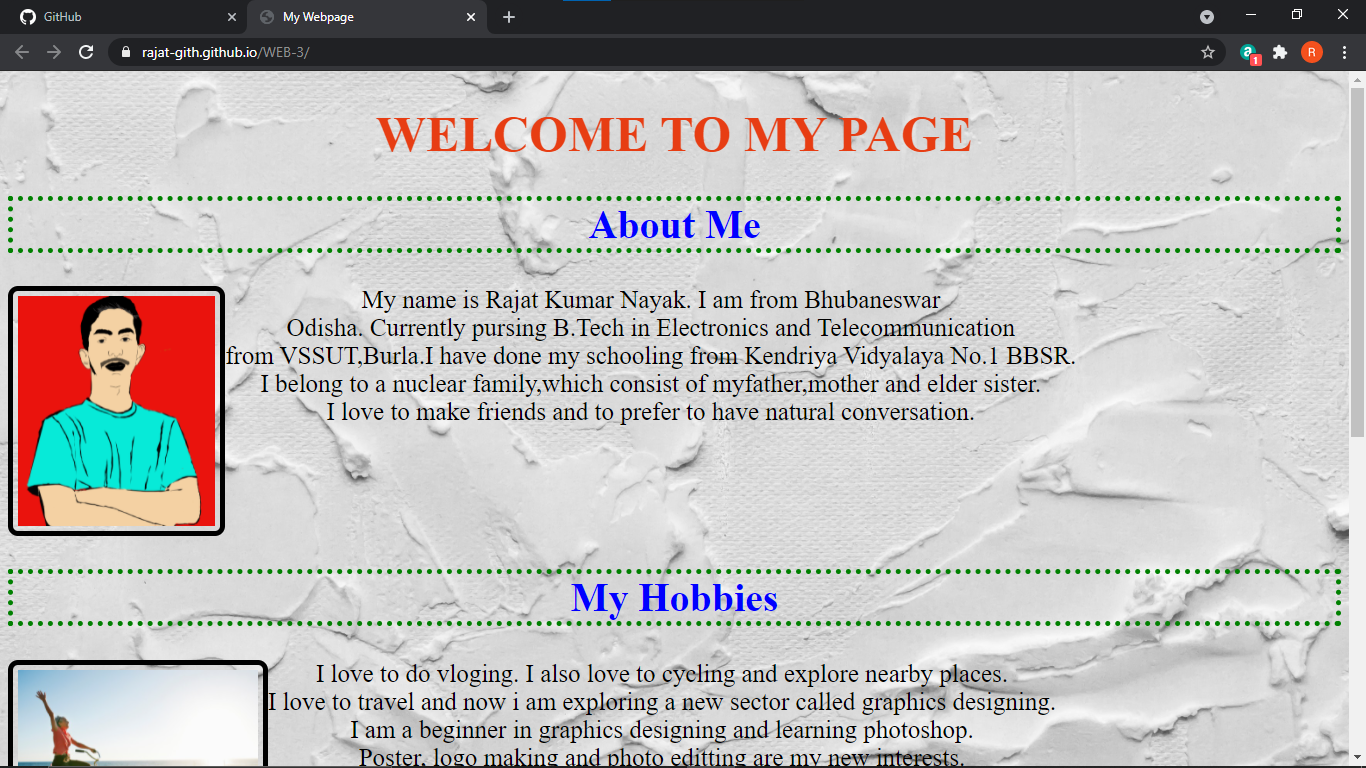 GitHub
My Webpage
rajat-gith.github.io/WEB-3/
1
R
WELCOME TO MY PAGE
About Me
My name is Rajat Kumar Nayak. I am from Bhubaneswar
Odisha. Currently pursing B.Tech in Electronics and Telecommunication
from VSSUT,Burla.I have done my schooling from Kendriya Vidyalaya No.1 BBSR.
I belong to a nuclear family,which consist of myfather,mother and elder sister.
I love to make friends and to prefer to have natural conversation.
My Hobbies
I love to do vloging. I also love to cycling and explore nearby places.
I love to travel and now i am exploring a new sector called graphics designing.
I am a beginner in graphics designing and learning photoshop.
Poster, logo making and photo editting are my new interests.